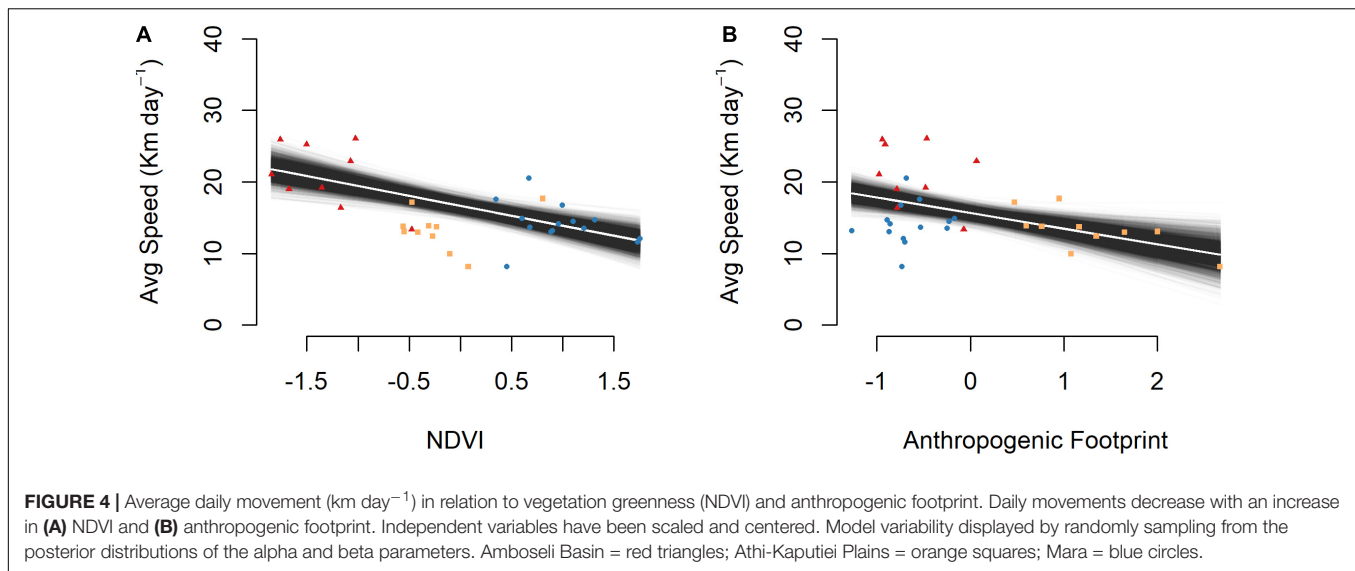 A
B
Avg Speed (Km day⁻¹)
0 10 20 30 40
-1.5 -0.5 0.5 1.5
NDVI
Avg Speed (Km day⁻¹)
0 10 20 30 40
-1 0 1 2
Anthropogenic Footprint
FIGURE 4 | Average daily movement (km day⁻¹) in relation to vegetation greenness (NDVI) and anthropogenic footprint. Daily movements decrease with an increase
in (A) NDVI and (B) anthropogenic footprint. Independent variables have been scaled and centered. Model variability displayed by randomly sampling from the
posterior distributions of the alpha and beta parameters. Amboseli Basin = red triangles; Athi-Kaputiei Plains = orange squares; Mara = blue circles.